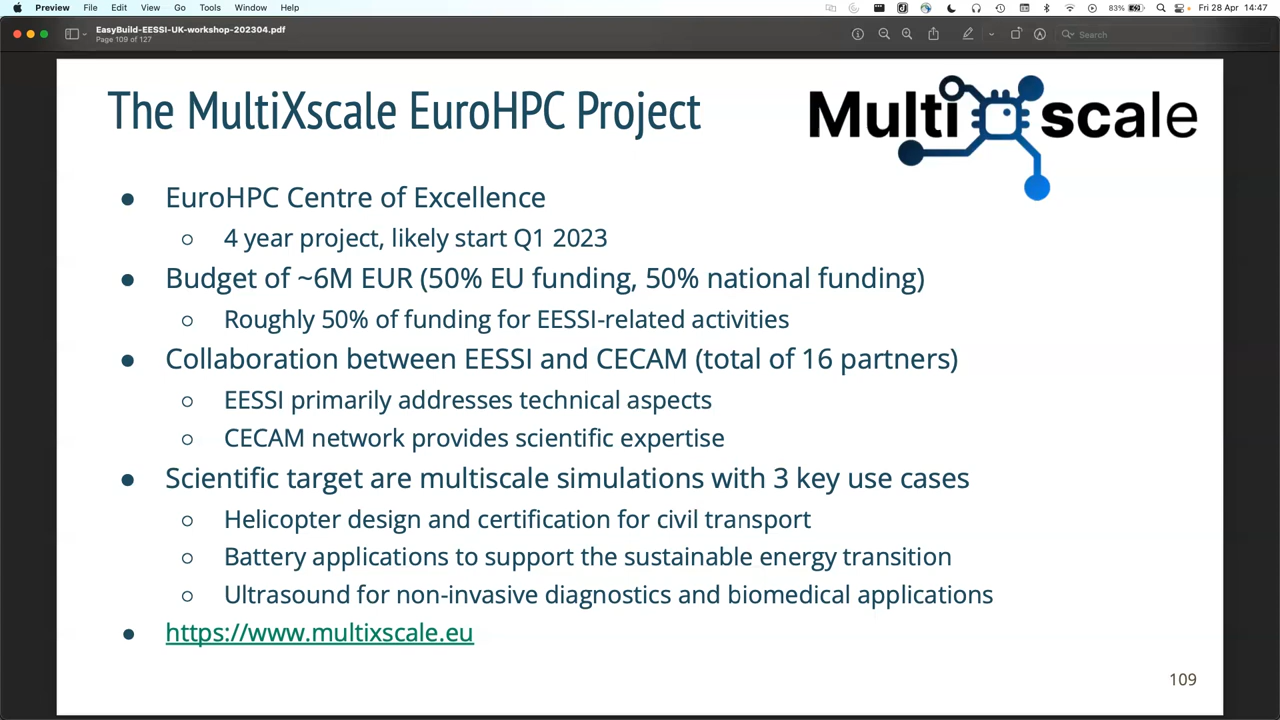 Preview File Edit View Go Tools Window Help 83% Fri 28 Apr 14:47
EasyBuild-EESSI-UK-workshop-202304.pdf
Page 109 of 127
Search
The MultiXscale EuroHPC Project
Multi scale
● EuroHPC Centre of Excellence
○ 4 year project, likely start Q1 2023
● Budget of ~6M EUR (50% EU funding, 50% national funding)
○ Roughly 50% of funding for EESSI-related activities
● Collaboration between EESSI and CECAM (total of 16 partners)
○ EESSI primarily addresses technical aspects
○ CECAM network provides scientific expertise
● Scientific target are multiscale simulations with 3 key use cases
○ Helicopter design and certification for civil transport
○ Battery applications to support the sustainable energy transition
○ Ultrasound for non-invasive diagnostics and biomedical applications
● https://www.multixscale.eu
109